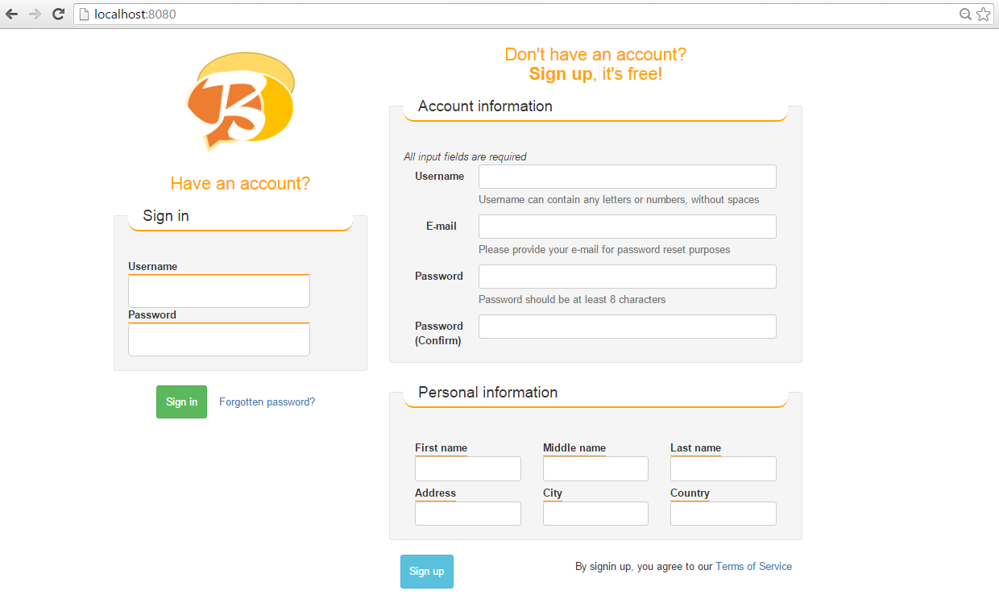 localhost:8080
Have an account?
Sign in
Username
Password
Sign in Forgotten password?
Don't have an account?
Sign up, it's free!
Account information
All input fields are required
Username
Username can contain any letters or numbers, without spaces
E-mail
Please provide your e-mail for password reset purposes
Password
Password should be at least 8 characters
Password
(Confirm)
Personal information
First name Middle name Last name
Address City Country
Sign up By signin up, you agree to our Terms of Service